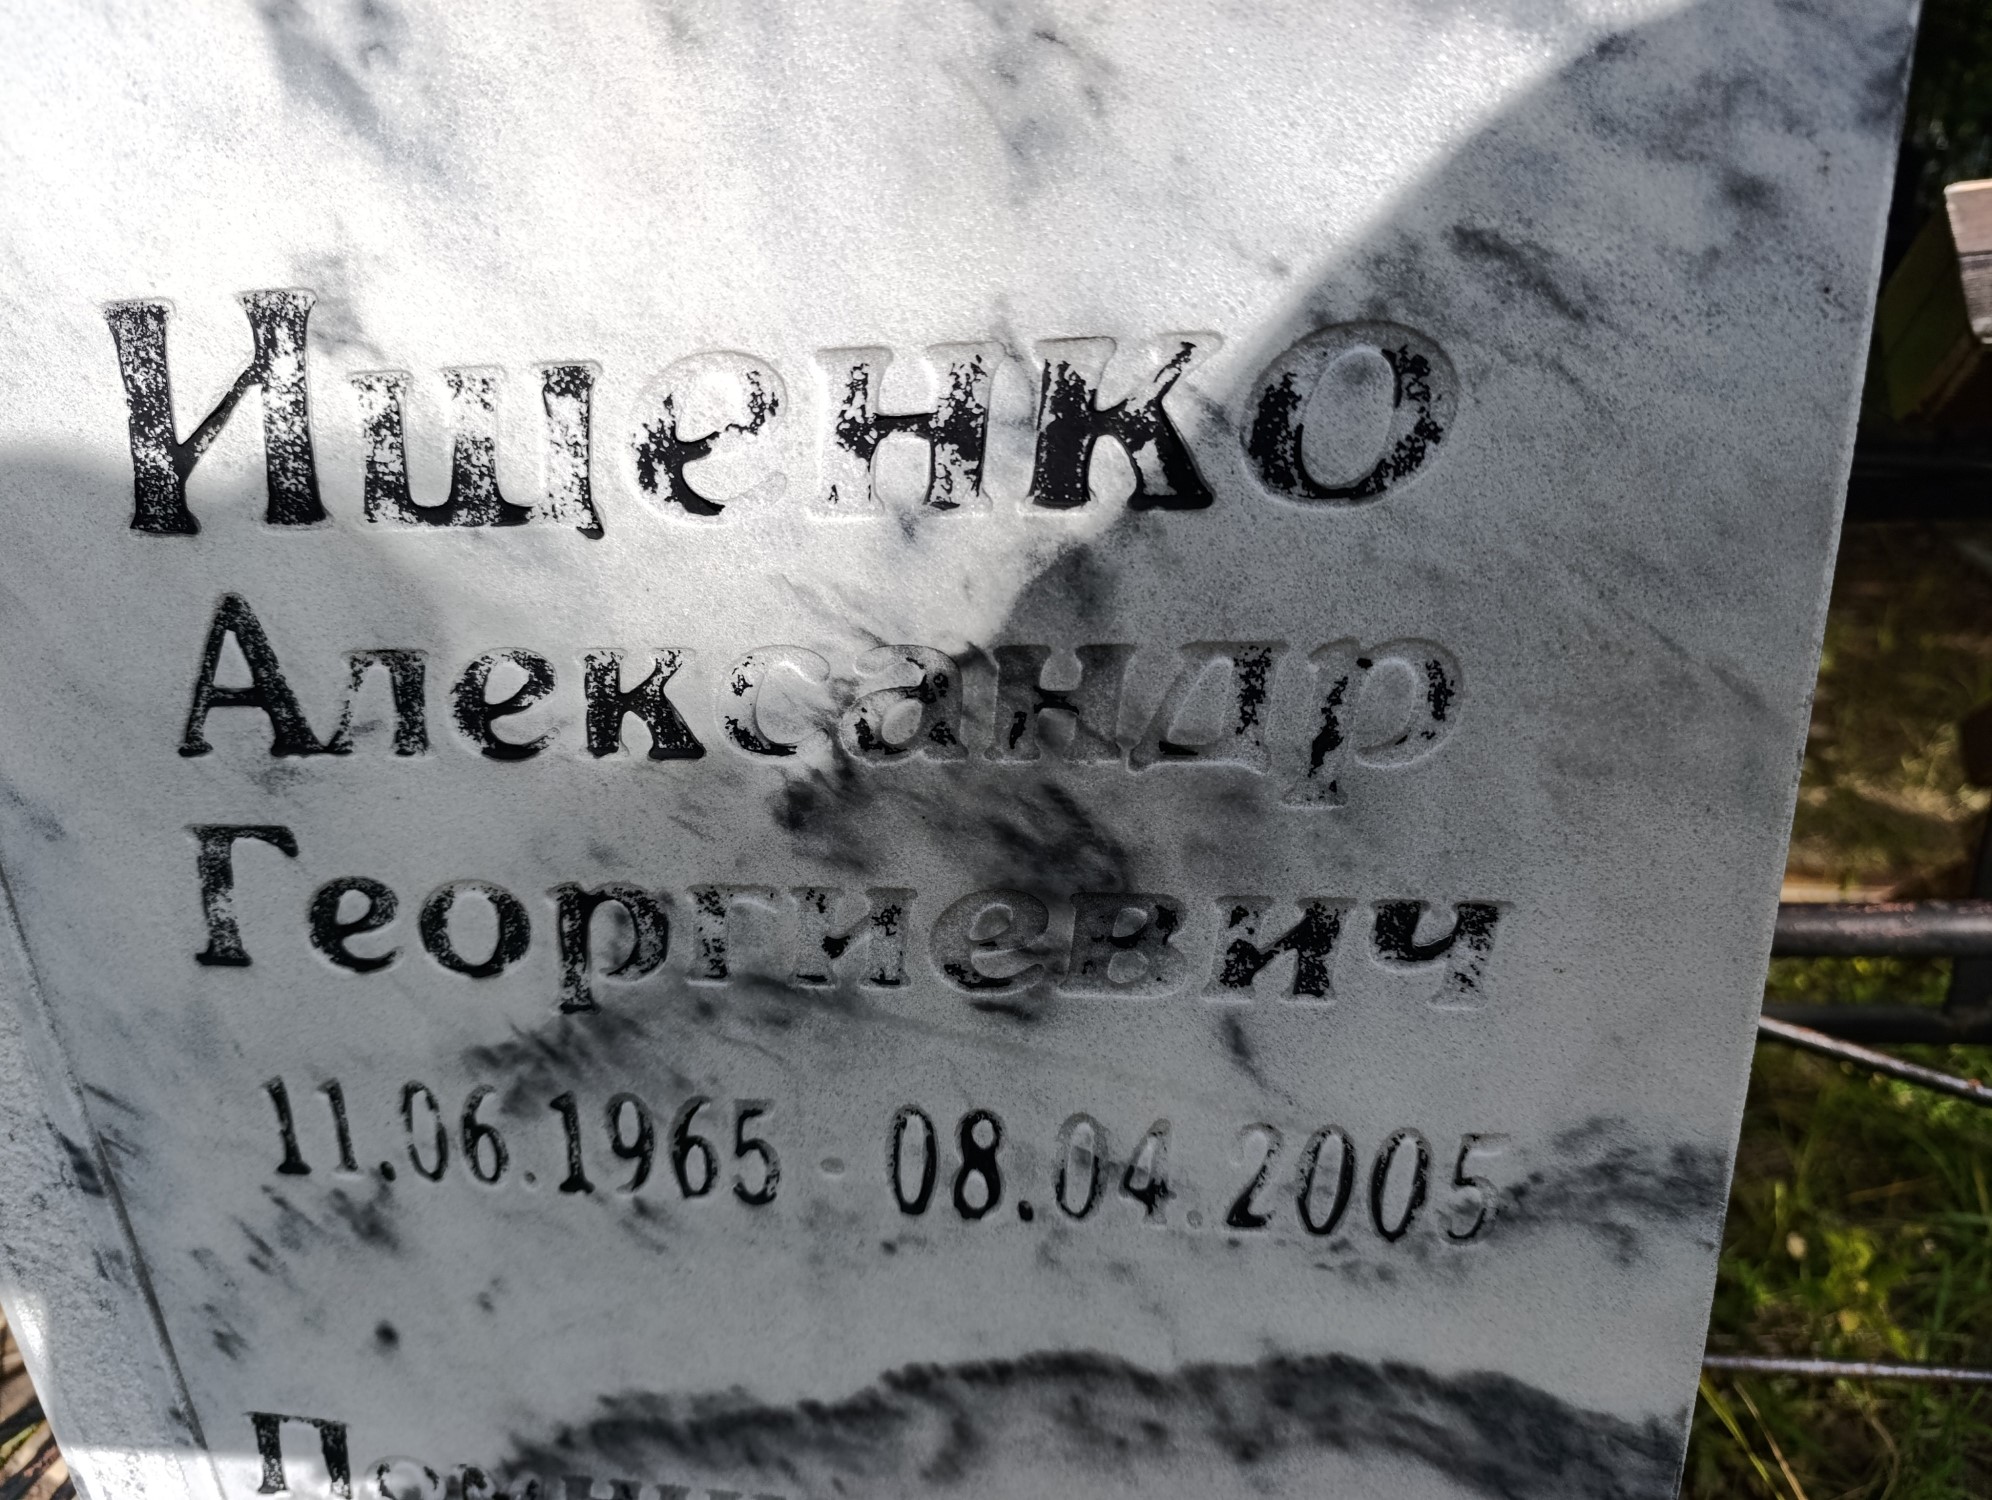 Ищенко
Александр
Георгиевич
11.06.1965 - 08.04.2005